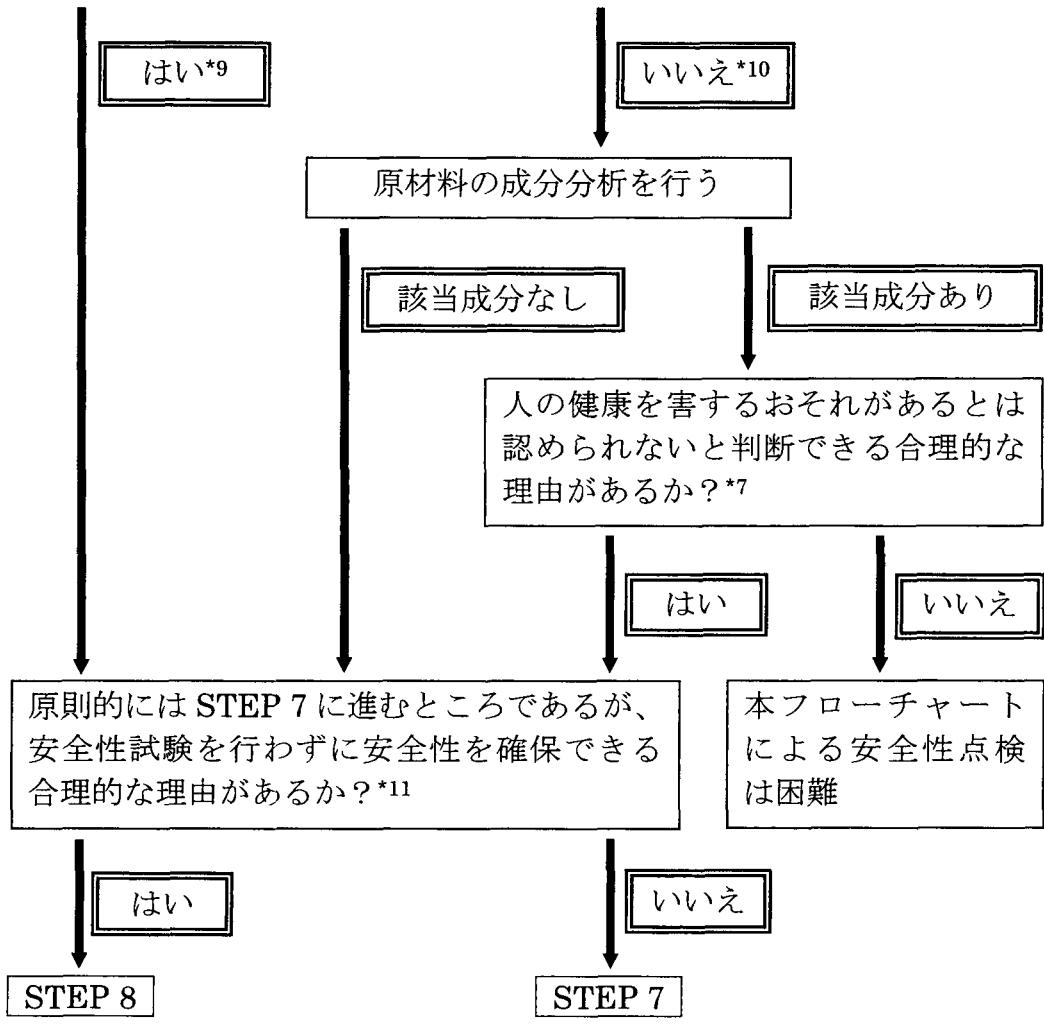 はい*9
いいえ*10
原材料の成分分析を行う
該当成分なし
該当成分あり
人の健康を害するおそれがあるとは
認められないと判断できる合理的な
理由があるか？*7
はい
いいえ
原則的には STEP 7 に進むところであるが、
安全性試験を行わずに安全性を確保できる
合理的な理由があるか？*11
本フローチャート
による安全性点検
は困難
はい
いいえ
STEP 8
STEP 7